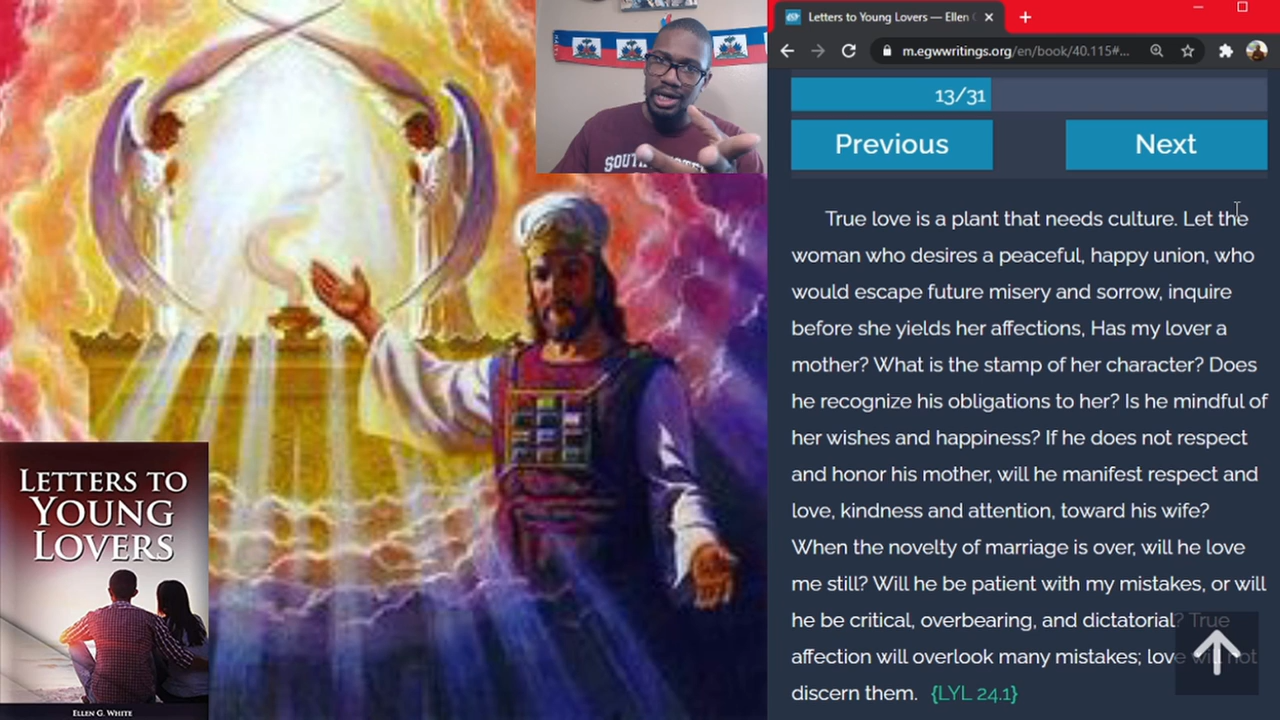 LETTERS TO
YOUNG
LOVERS
ELLEN G. WHITE
Letters to Young Lovers — Ellen
m.egwwritings.org/en/book/40.115#...
13/31
Previous
Next
True love is a plant that needs culture. Let the
woman who desires a peaceful, happy union, who
would escape future misery and sorrow, inquire
before she yields her affections, Has my lover a
mother? What is the stamp of her character? Does
he recognize his obligations to her? Is he mindful of
her wishes and happiness? If he does not respect
and honor his mother, will he manifest respect and
love, kindness and attention, toward his wife?
When the novelty of marriage is over, will he love
me still? Will he be patient with my mistakes, or will
he be critical, overbearing, and dictatorial? True
affection will overlook many mistakes; love will not
discern them. {LYL 24.1}